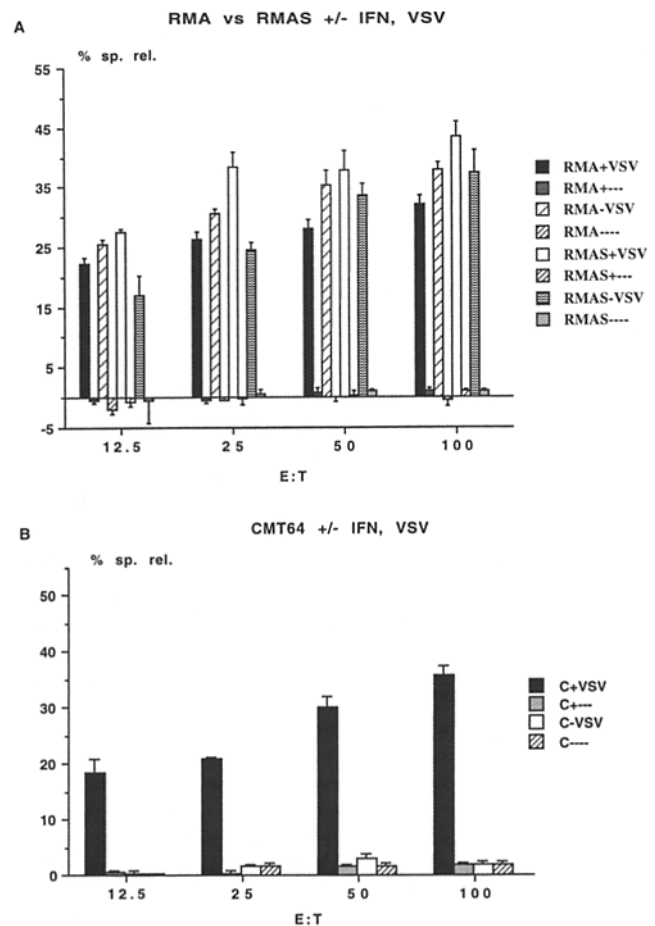 A
RMA vs RMAS +/- IFN, VSV
% sp. rel.
55
45
35
25
15
5
-5
12.5 25 50 100
E:T
RMA+VSV
RMA+---
RMA-VSV
RMA----
RMAS+VSV
RMAS+---
RMAS-VSV
RMAS----
B
CMT64 +/- IFN, VSV
% sp. rel.
50
40
30
20
10
0
12.5 25 50 100
E:T
C+VSV
C+---
C-VSV
C----